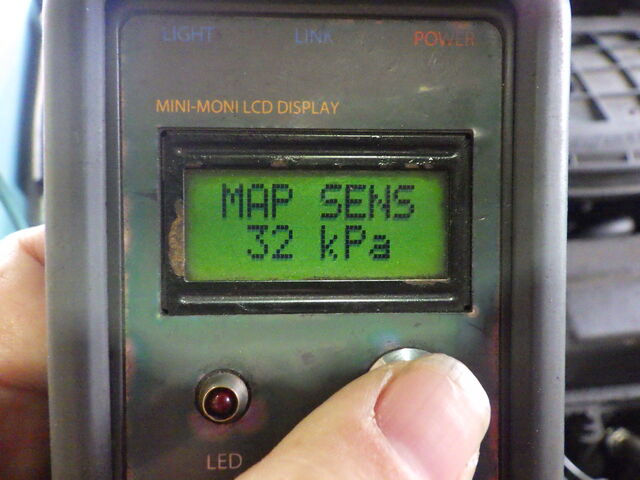 LIGHT LINK POWER
MINI-MONI LCD DISPLAY
MAP SENS
32 kPa
LED